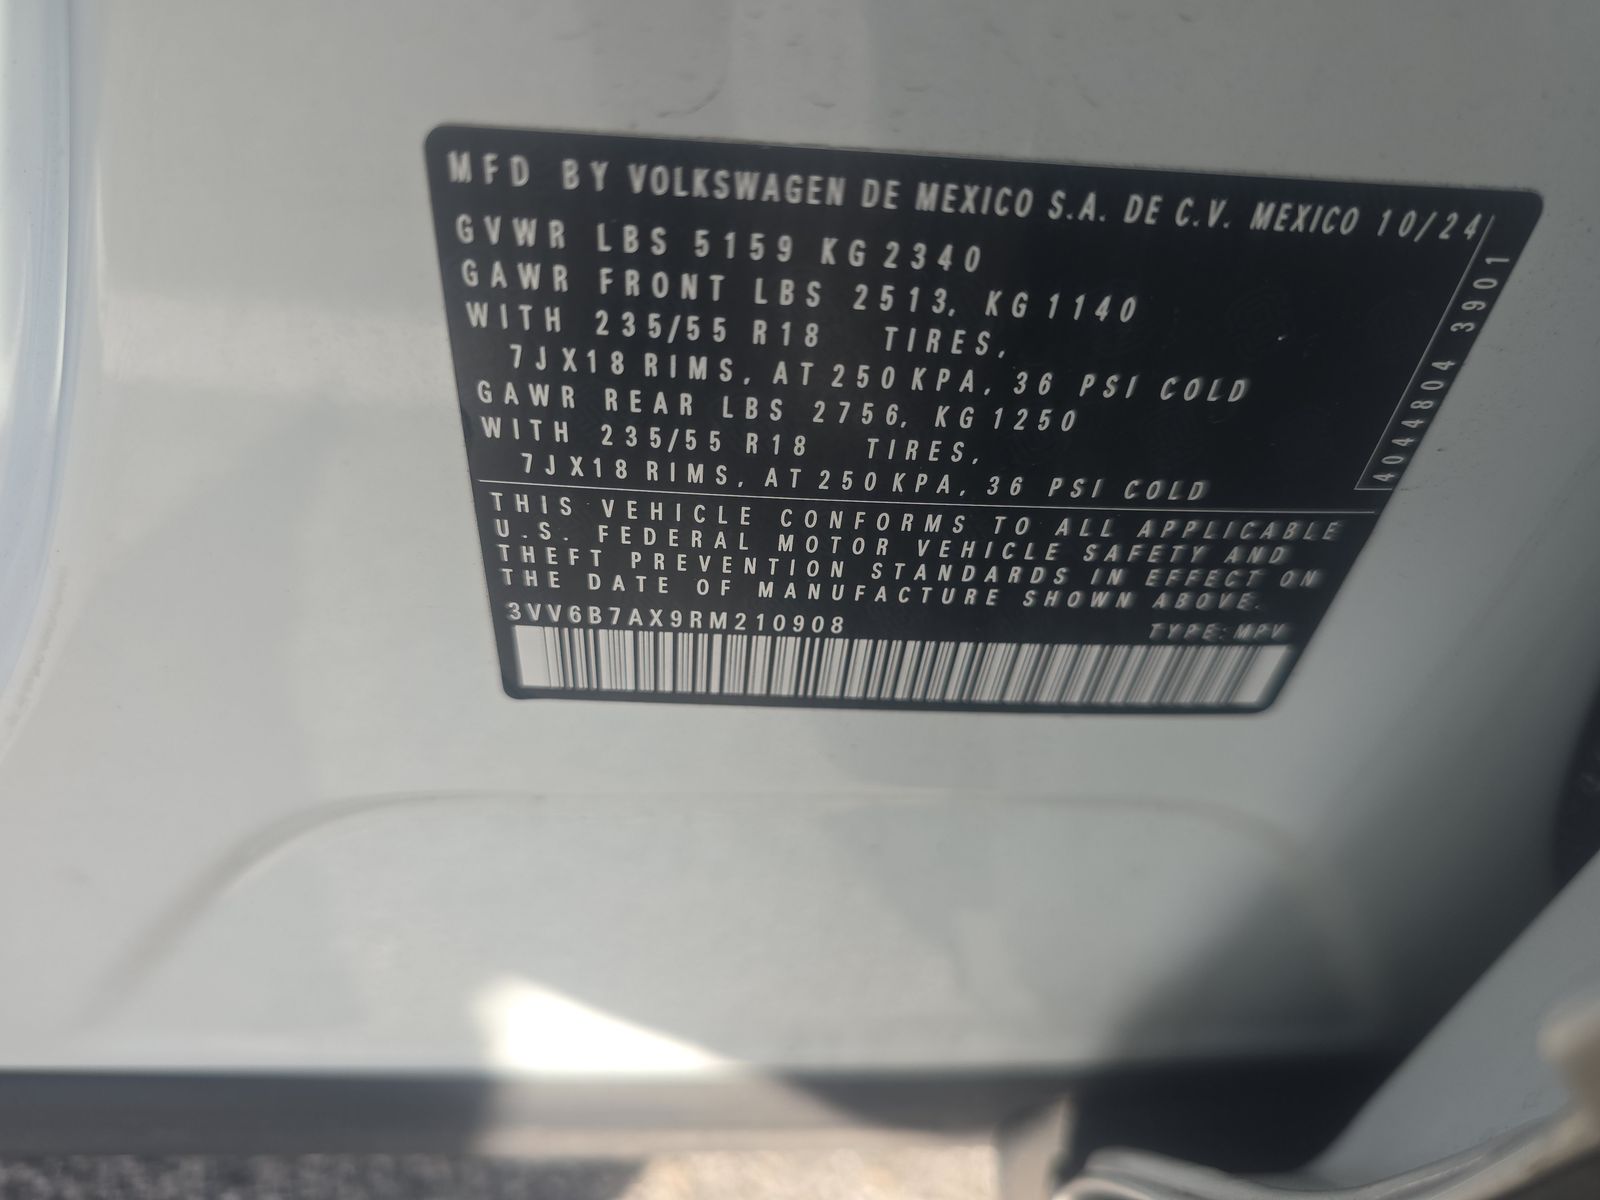 MFD BY VOLKSWAGEN DE MEXICO S.A. DE C.V. MEXICO 10/24
GVWR LBS 5159 KG 2340
GAWR FRONT LBS 2513, KG 1140
WITH 235/55 R18 TIRES,
7JX18 RIMS, AT 250 KPA, 36 PSI COLD
GAWR REAR LBS 2756, KG 1250
WITH 235/55 R18 TIRES,
7JX18 RIMS, AT 250 KPA, 36 PSI COLD
THIS VEHICLE CONFORMS TO ALL APPLICABLE
U.S. FEDERAL MOTOR VEHICLE SAFETY AND
THEFT PREVENTION STANDARDS IN EFFECT ON
THE DATE OF MANUFACTURE SHOWN ABOVE.
3VV6B7AX9RM210908 TYPE: MPV
4044804 3901